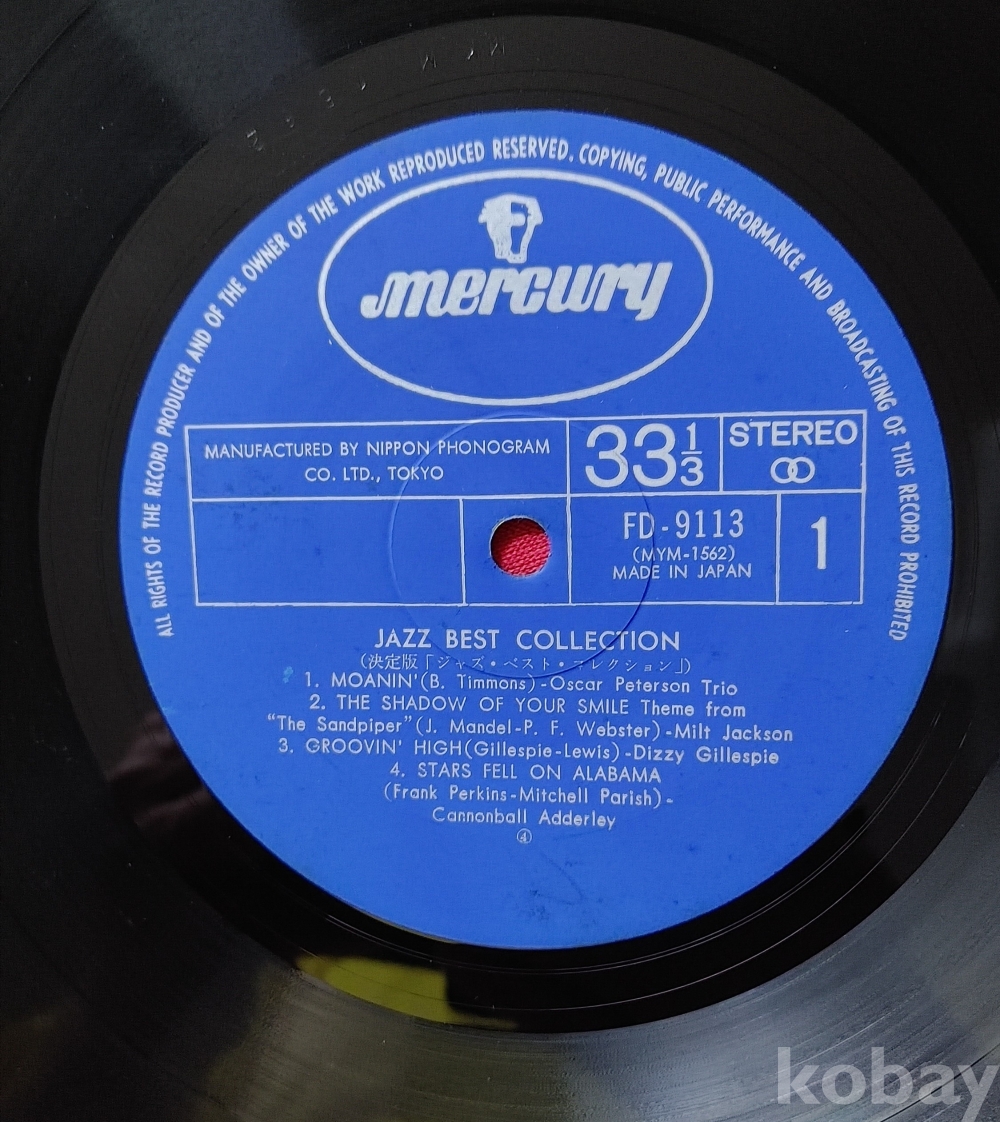 ALL RIGHTS OF THE RECORD PRODUCER AND OF THE OWNER OF THE WORK REPRODUCED RESERVED. COPYING, PUBLIC PERFORMANCE AND BROADCASTING OF THIS RECORD PROHIBITED
mercury
MANUFACTURED BY NIPPON PHONOGRAM
CO. LTD., TOKYO
33 1/3
STEREO
FD-9113
(MYM-1562)
MADE IN JAPAN
1
JAZZ BEST COLLECTION
(決定版「ジャズ・ベスト・コレクション」)
1. MOANIN'(B. Timmons)-Oscar Peterson Trio
2. THE SHADOW OF YOUR SMILE Theme from
"The Sandpiper"(J. Mandel-P. F. Webster)-Milt Jackson
3. GROOVIN' HIGH(Gillespie-Lewis)-Dizzy Gillespie
4. STARS FELL ON ALABAMA
(Frank Perkins-Mitchell Parish)-
Cannonball Adderley
④
kobay